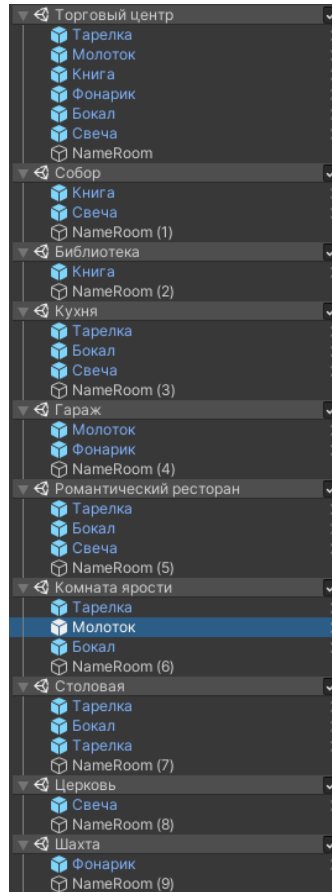 Торговый центр
Тарелка
Молоток
Книга
Фонарик
Бокал
Свеча
NameRoom
Собор
Книга
Свеча
NameRoom (1)
Библиотека
Книга
NameRoom (2)
Кухня
Тарелка
Бокал
Свеча
NameRoom (3)
Гараж
Молоток
Фонарик
NameRoom (4)
Романтический ресторан
Тарелка
Бокал
Свеча
NameRoom (5)
Комната ярости
Тарелка
Молоток
Бокал
NameRoom (6)
Столовая
Тарелка
Бокал
Тарелка
NameRoom (7)
Церковь
Свеча
NameRoom (8)
Шахта
Фонарик
NameRoom (9)